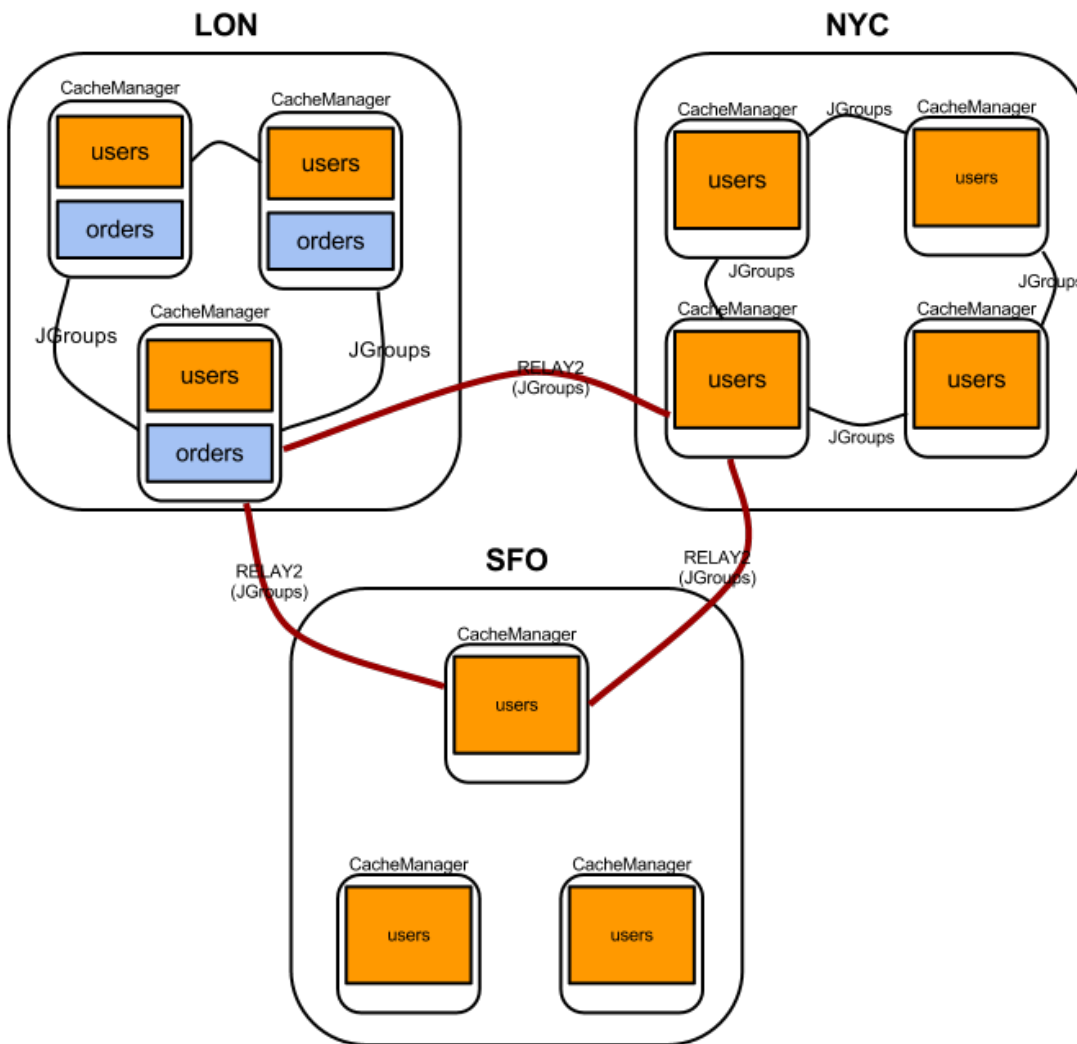 LON
CacheManager
users
orders
CacheManager
users
orders
JGroups
JGroups
CacheManager
users
orders
NYC
CacheManager
users
JGroups
CacheManager
users
JGroups
JGroups
CacheManager
users
CacheManager
users
JGroups
RELAY2
(JGroups)
RELAY2
(JGroups)
RELAY2
(JGroups)
SFO
CacheManager
users
CacheManager
users
CacheManager
users